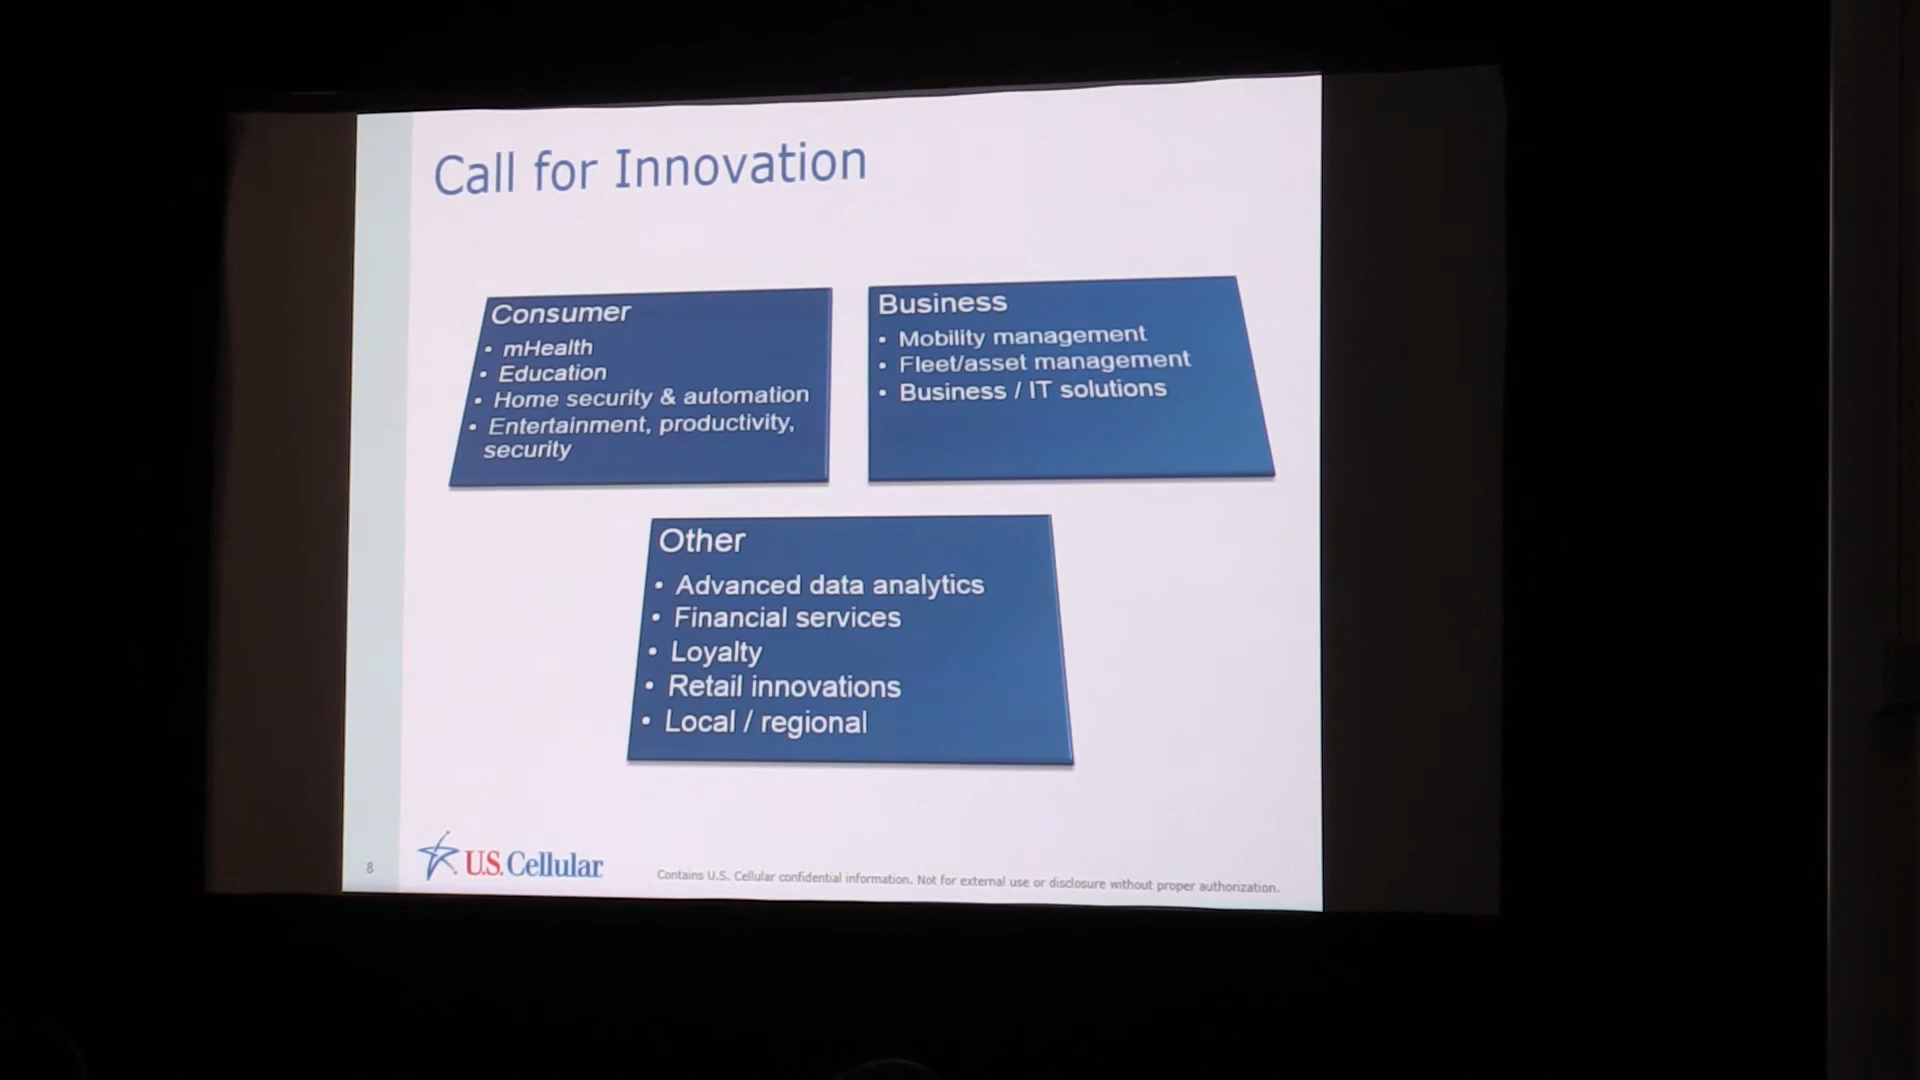 Call for Innovation
Consumer
• mHealth
• Education
• Home security & automation
• Entertainment, productivity,
security
Business
• Mobility management
• Fleet/asset management
• Business / IT solutions
Other
• Advanced data analytics
• Financial services
• Loyalty
• Retail innovations
• Local / regional
8
U.S. Cellular
Contains U.S. Cellular confidential information. Not for external use or disclosure without proper authorization.